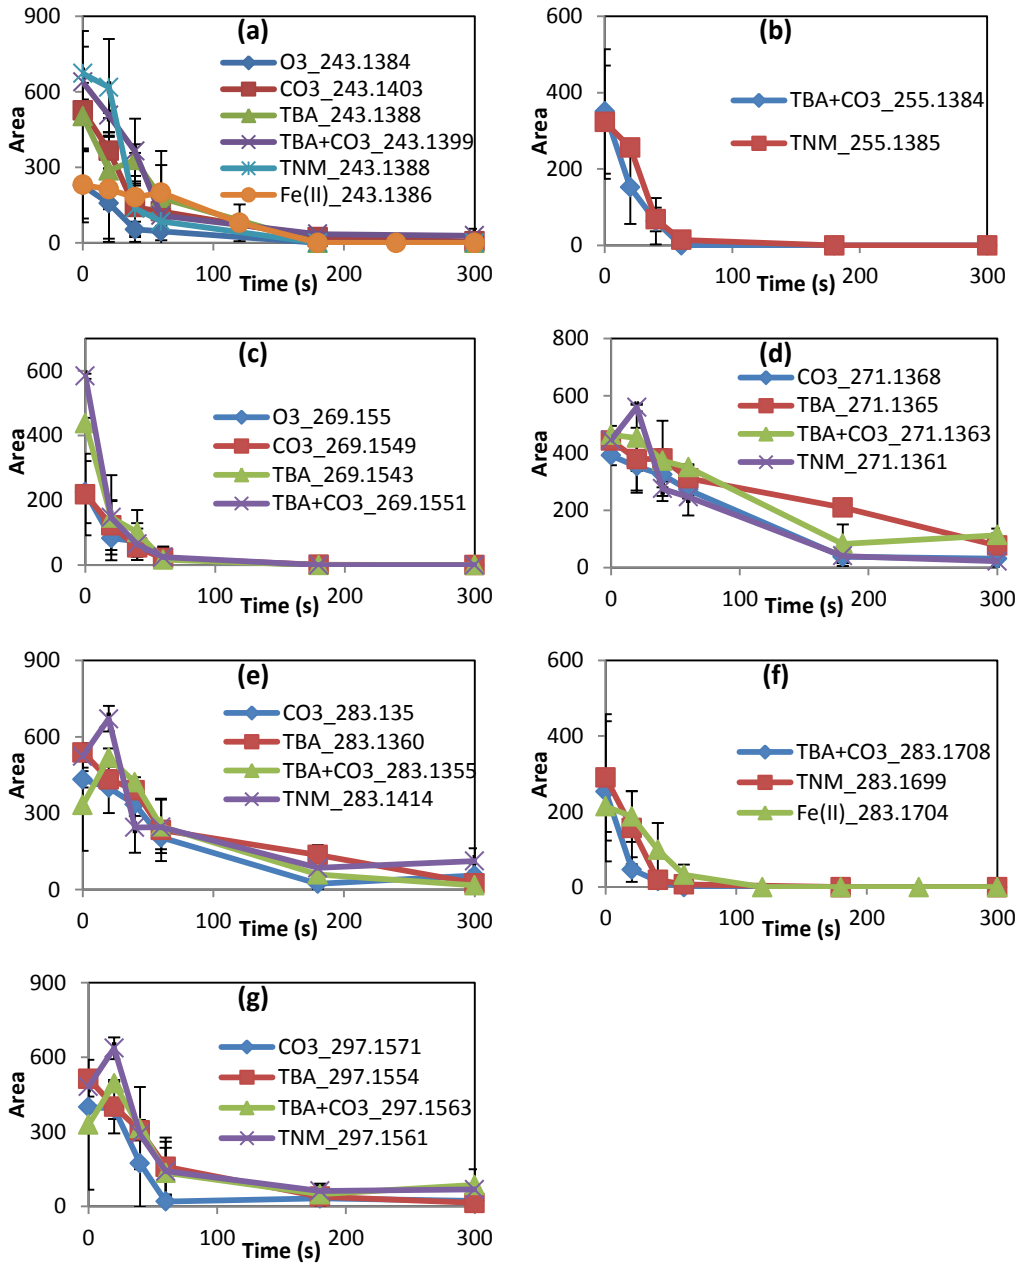 (a)
900
600
300
0
Area
0
100
200
300
Time (s)
O3_243.1384
CO3_243.1403
TBA_243.1388
TBA+CO3_243.1399
TNM_243.1388
Fe(II)_243.1386
(b)
600
400
200
0
Area
0
100
200
300
Time (s)
TBA+CO3_255.1384
TNM_255.1385
(c)
600
400
200
0
Area
0
100
200
300
Time (s)
O3_269.155
CO3_269.1549
TBA_269.1543
TBA+CO3_269.1551
(d)
800
600
400
200
0
Area
0
100
200
300
Time (s)
CO3_271.1368
TBA_271.1365
TBA+CO3_271.1363
TNM_271.1361
(e)
900
600
300
0
Area
0
100
200
300
Time (s)
CO3_283.135
TBA_283.1360
TBA+CO3_283.1355
TNM_283.1414
(f)
600
400
200
0
Area
0
100
200
300
Time (s)
TBA+CO3_283.1708
TNM_283.1699
Fe(II)_283.1704
(g)
900
600
300
0
Area
0
100
200
300
Time (s)
CO3_297.1571
TBA_297.1554
TBA+CO3_297.1563
TNM_297.1561